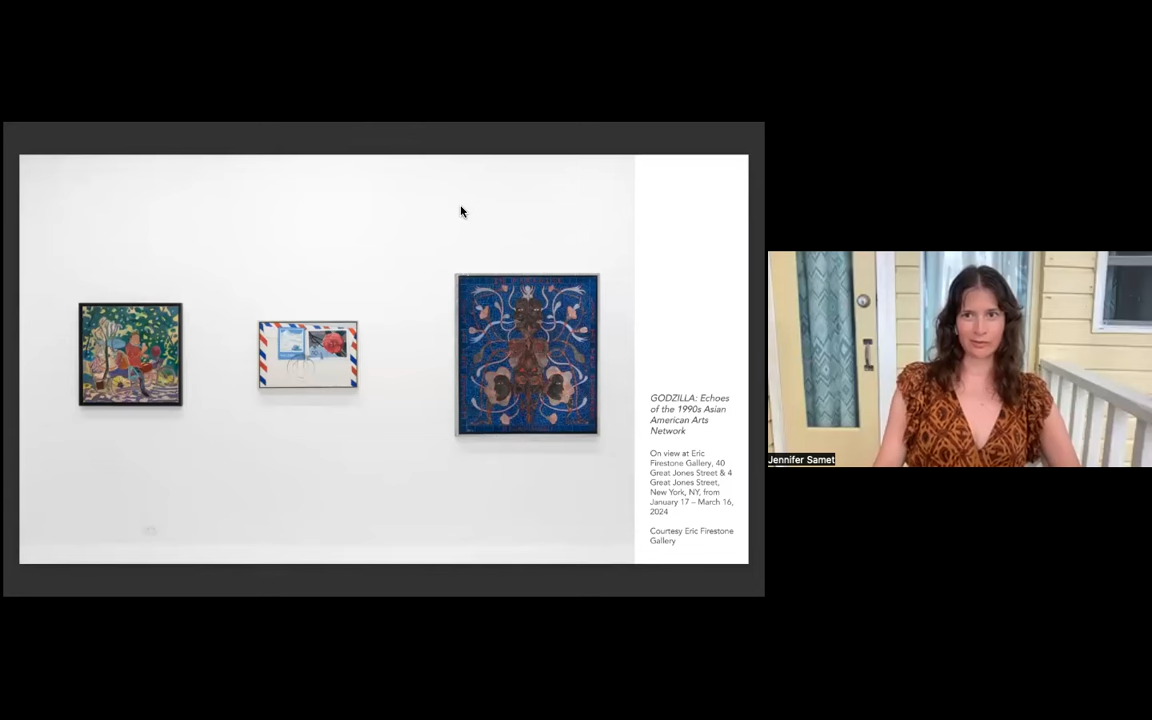 GODZILLA: Echoes
of the 1990s Asian
American Arts
Network
On view at Eric
Firestone Gallery, 40
Great Jones Street & 4
Great Jones Street,
New York, NY, from
January 17 – March 16,
2024
Courtesy Eric Firestone
Gallery
Jennifer Samet